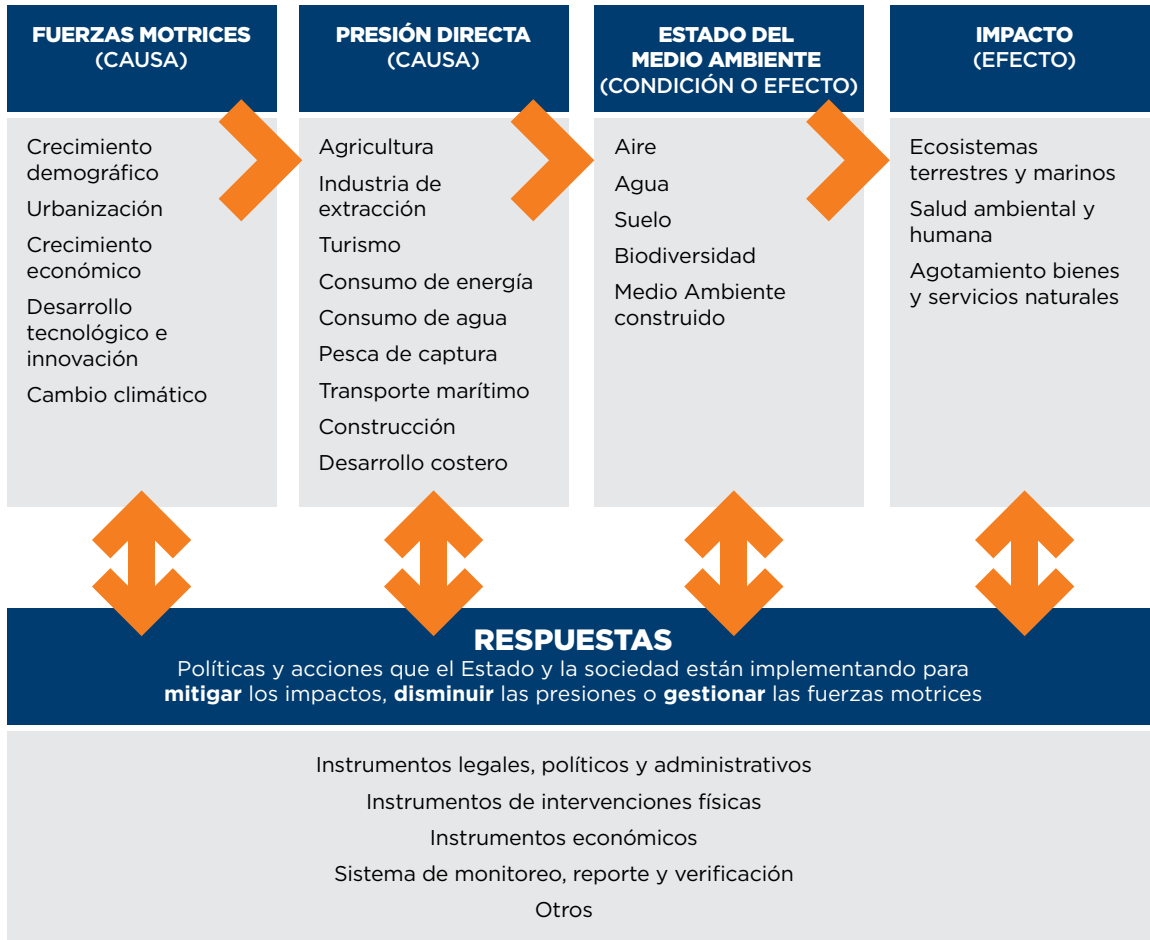 FUERZAS MOTRICES
(CAUSA)
Crecimiento
demográfico
Urbanización
Crecimiento
económico
Desarrollo
tecnológico e
innovación
Cambio climático
PRESIÓN DIRECTA
(CAUSA)
Agricultura
Industria de
extracción
Turismo
Consumo de energía
Consumo de agua
Pesca de captura
Transporte marítimo
Construcción
Desarrollo costero
ESTADO DEL
MEDIO AMBIENTE
(CONDICIÓN O EFECTO)
Aire
Agua
Suelo
Biodiversidad
Medio Ambiente
construido
IMPACTO
(EFECTO)
Ecosistemas
terrestres y marinos
Salud ambiental y
humana
Agotamiento bienes
y servicios naturales
RESPUESTAS
Políticas y acciones que el Estado y la sociedad están implementando para
mitigar los impactos, disminuir las presiones o gestionar las fuerzas motrices
Instrumentos legales, políticos y administrativos
Instrumentos de intervenciones físicas
Instrumentos económicos
Sistema de monitoreo, reporte y verificación
Otros